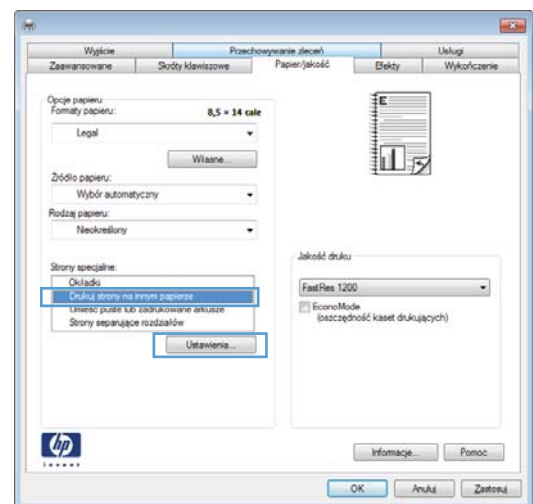 Wyjście Przechowywanie zleceń Usługi
Zaawansowane Skróty klawiszowe Papier/jakość Efekty Wykończenie
Opcje papieru
Formaty papieru: 8,5 × 14 cale
Legal
Własne...
Źródło papieru:
Wybór automatyczny
Rodzaj papieru:
Nieokreślony
Strony specjalne:
Okładki
Drukuj strony na innym papierze
Umieść puste lub zadrukowane arkusze
Strony separujące rozdziałów
Ustawienia...
E
1
Jakość druku
FastRes 1200
EconoMode
(oszczędność kaset drukujących)
hp
invent
Informacje... Pomoc
OK Anuluj Zastosuj